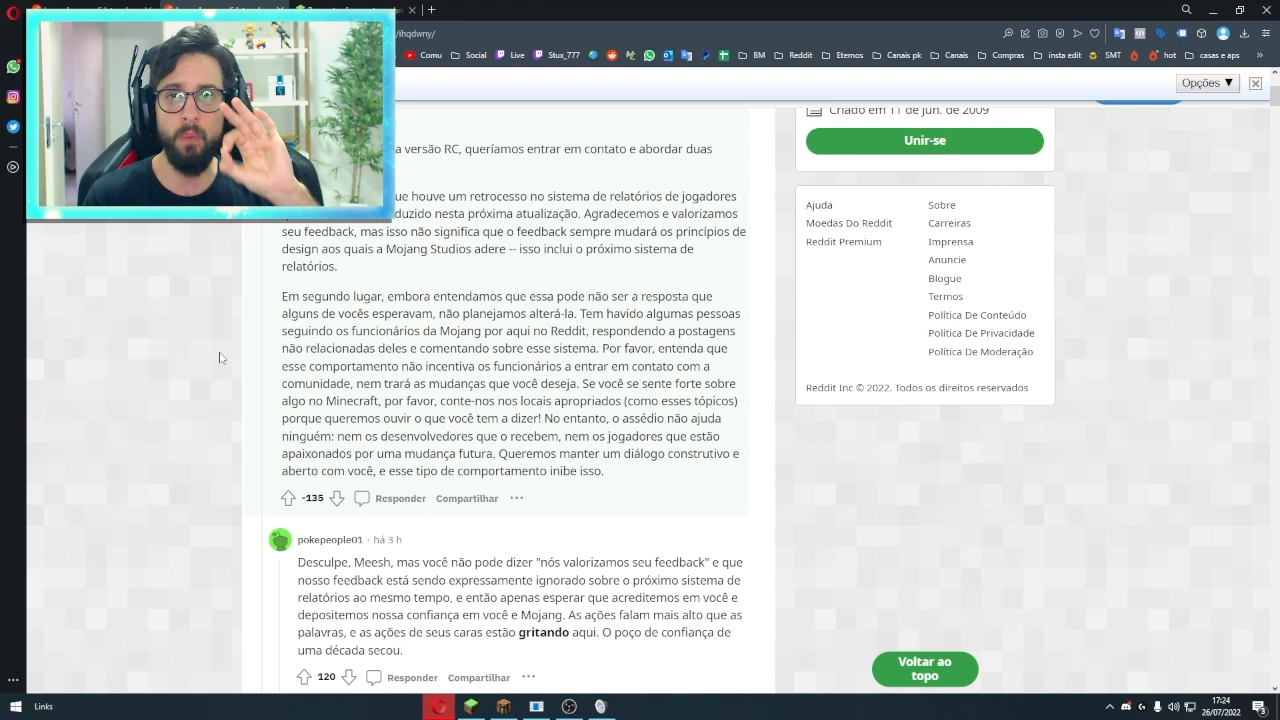 /ihqdwny/
Comu
Social
Live
Stux_777
BM
Reddit
Canais pk
Compras
insta edit
SMT
hot
casas e aps
Opções ▼
Criado em 11 de jun. de 2009
a versão RC, queríamos entrar em contato e abordar duas
Unir-se
ue houve um retrocesso no sistema de relatórios de jogadores
duzido nesta próxima atualização. Agradecemos e valorizamos
seu feedback, mas isso não significa que o feedback sempre mudará os princípios de
design aos quais a Mojang Studios adere -- isso inclui o próximo sistema de
relatórios.
Ajuda
Sobre
Moedas Do Reddit
Carreiras
Reddit Premium
Imprensa
Anuncie
Blogue
Termos
Política De Conteúdo
Política De Privacidade
Política De Moderação
Reddit Inc © 2022. Todos os direitos reservados
Em segundo lugar, embora entendamos que essa pode não ser a resposta que
alguns de vocês esperavam, não planejamos alterá-la. Tem havido algumas pessoas
seguindo os funcionários da Mojang por aqui no Reddit, respondendo a postagens
não relacionadas deles e comentando sobre esse sistema. Por favor, entenda que
esse comportamento não incentiva os funcionários a entrar em contato com a
comunidade, nem trará as mudanças que você deseja. Se você se sente forte sobre
algo no Minecraft, por favor, conte-nos nos locais apropriados (como esses tópicos)
porque queremos ouvir o que você tem a dizer! No entanto, o assédio não ajuda
ninguém: nem os desenvolvedores que o recebem, nem os jogadores que estão
apaixonados por uma mudança futura. Queremos manter um diálogo construtivo e
aberto com você, e esse tipo de comportamento inibe isso.
-135
Responder
Compartilhar
pokepeople01 · há 3 h
Desculpe, Meesh, mas você não pode dizer "nós valorizamos seu feedback" e que
nosso feedback está sendo expressamente ignorado sobre o próximo sistema de
relatórios ao mesmo tempo, e então apenas esperar que acreditemos em você e
depositemos nossa confiança em você e Mojang. As ações falam mais alto que as
palavras, e as ações de seus caras estão gritando aqui. O poço de confiança de
uma década secou.
120
Responder
Compartilhar
Voltar ao
topo
Links
17:24
26/07/2022